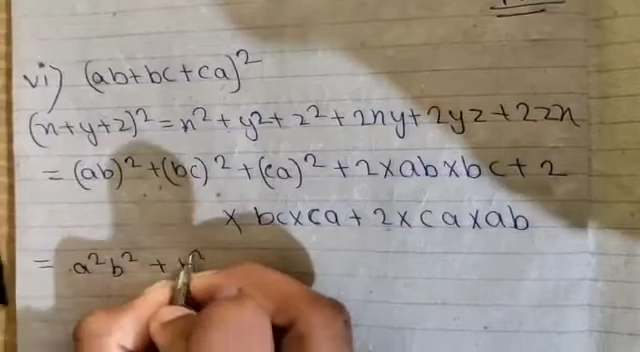 vi) (ab+bc+ca)²
(x+y+z)²=x²+y²+z²+2xy+2yz+2zx
=(ab)²+(bc)²+(ca)²+2×ab×bc+2
×bc×ca+2×ca×ab
= a²b²+